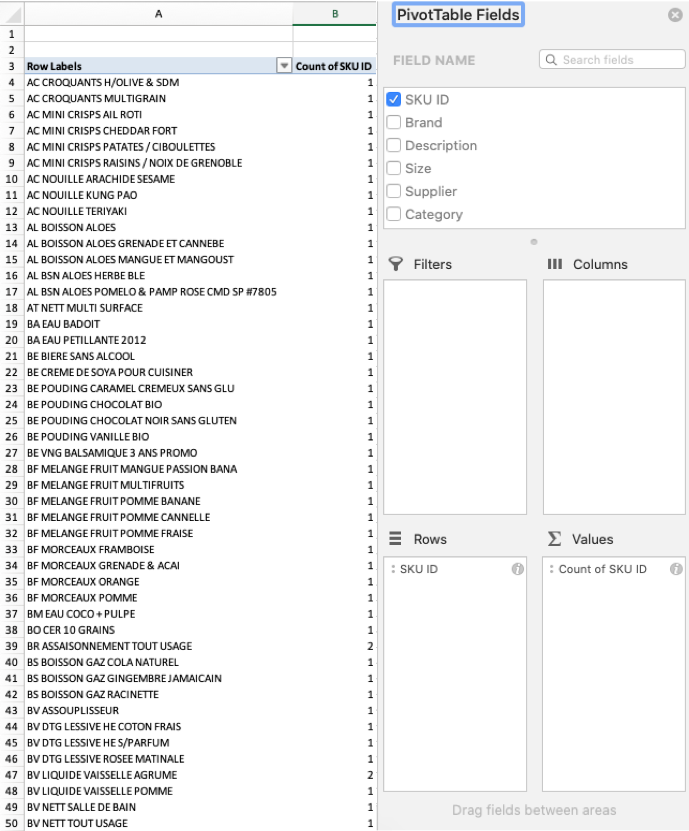 A B
1
2
3 Row Labels Count of SKU ID
4 AC CROQUANTS H/OLIVE & SDM 1
5 AC CROQUANTS MULTIGRAIN 1
6 AC MINI CRISPS AIL ROTI 1
7 AC MINI CRISPS CHEDDAR FORT 1
8 AC MINI CRISPS PATATES / CIBOULETTES 1
9 AC MINI CRISPS RAISINS / NOIX DE GRENOBLE 1
10 AC NOUILLE ARACHIDE SESAME 1
11 AC NOUILLE KUNG PAO 1
12 AC NOUILLE TERIYAKI 1
13 AL BOISSON ALOES 1
14 AL BOISSON ALOES GRENADE ET CANNEBE 1
15 AL BOISSON ALOES MANGUE ET MANGOUST 1
16 AL BSN ALOES HERBE BLE 1
17 AL BSN ALOES POMELO & PAMP ROSE CMD SP #7805 1
18 AT NETT MULTI SURFACE 1
19 BA EAU BADOIT 1
20 BA EAU PETILLANTE 2012 1
21 BE BIERE SANS ALCOOL 1
22 BE CREME DE SOYA POUR CUISINER 1
23 BE POUDING CARAMEL CREMEUX SANS GLU 1
24 BE POUDING CHOCOLAT BIO 1
25 BE POUDING CHOCOLAT NOIR SANS GLUTEN 1
26 BE POUDING VANILLE BIO 1
27 BE VNG BALSAMIQUE 3 ANS PROMO 1
28 BF MELANGE FRUIT MANGUE PASSION BANA 1
29 BF MELANGE FRUIT MULTIFRUITS 1
30 BF MELANGE FRUIT POMME BANANE 1
31 BF MELANGE FRUIT POMME CANNELLE 1
32 BF MELANGE FRUIT POMME FRAISE 1
33 BF MORCEAUX FRAMBOISE 1
34 BF MORCEAUX GRENADE & ACAI 1
35 BF MORCEAUX ORANGE 1
36 BF MORCEAUX POMME 1
37 BM EAU COCO + PULPE 1
38 BO CER 10 GRAINS 1
39 BR ASSAISONNEMENT TOUT USAGE 2
40 BS BOISSON GAZ COLA NATUREL 1
41 BS BOISSON GAZ GINGEMBRE JAMAICAIN 1
42 BS BOISSON GAZ RACINETTE 1
43 BV ASSOUPLISSEUR 1
44 BV DTG LESSIVE HE COTON FRAIS 1
45 BV DTG LESSIVE HE S/PARFUM 1
46 BV DTG LESSIVE ROSEE MATINALE 1
47 BV LIQUIDE VAISSELLE AGRUME 2
48 BV LIQUIDE VAISSELLE POMME 1
49 BV NETT SALLE DE BAIN 1
50 BV NETT TOUT USAGE 1
PivotTable Fields
FIELD NAME Search fields
SKU ID
Brand
Description
Size
Supplier
Category
Filters Columns
Rows Values
SKU ID Count of SKU ID
Drag fields between areas